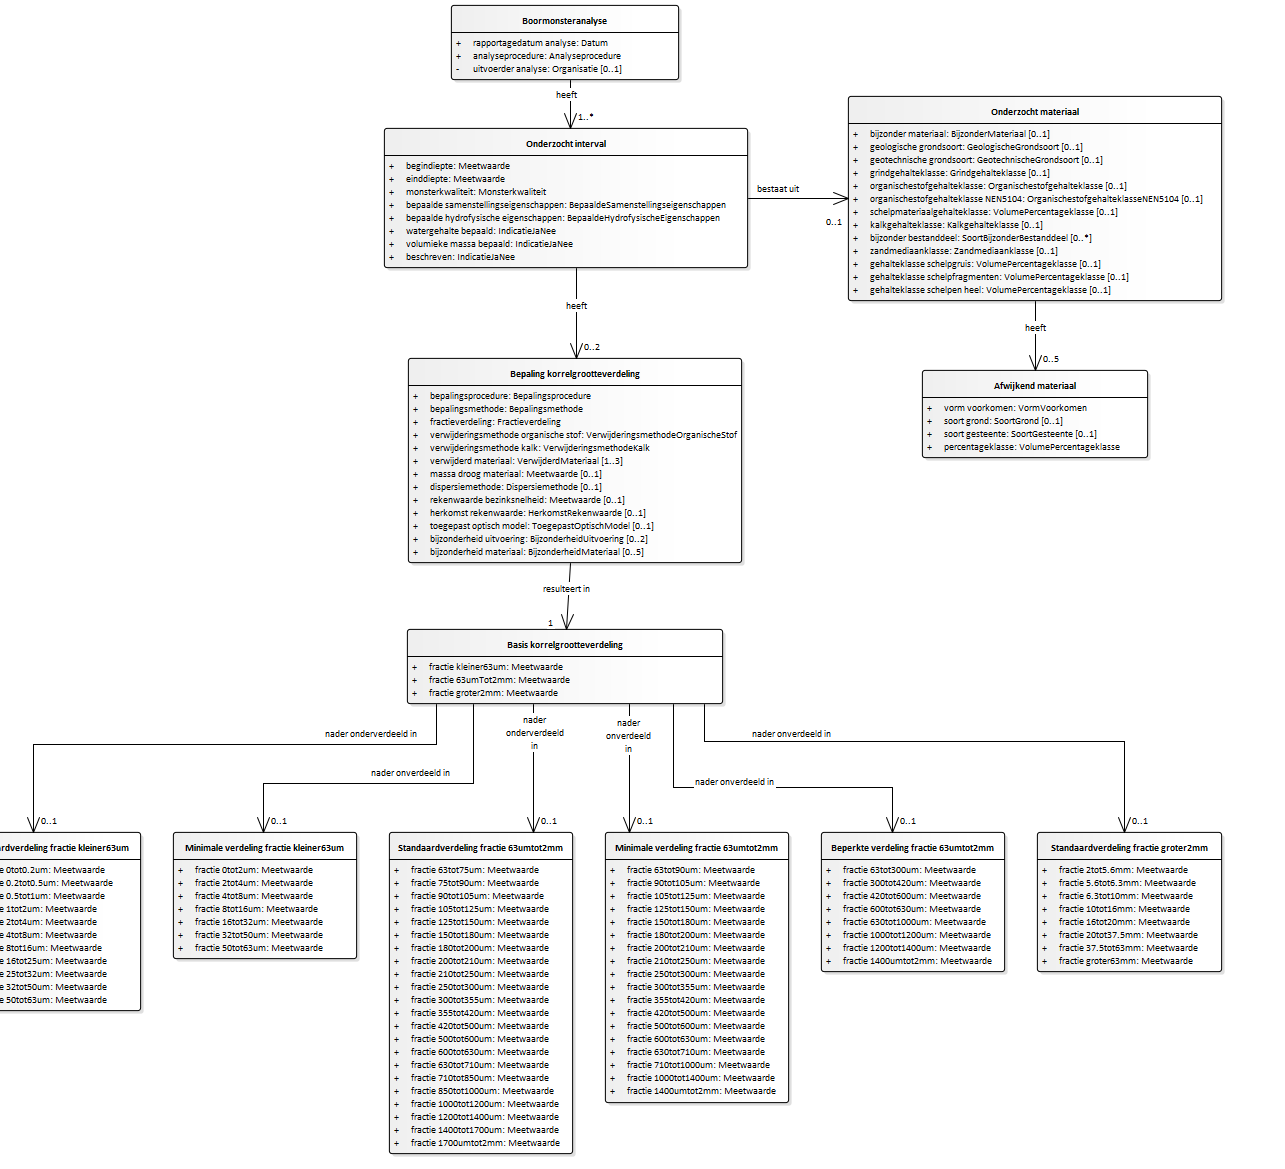 Boormonsteranalyse
+ rapportagedatum analyse: Datum
+ analyseprocedure: Analyseprocedure
- uitvoerder analyse: Organisatie [0..1]
heeft
1..*
Onderzocht interval
+ begindiepte: Meetwaarde
+ einddiepte: Meetwaarde
+ monsterkwaliteit: Monsterkwaliteit
+ bepaalde samenstellingseigenschappen: BepaaldeSamenstellingseigenschappen
+ bepaalde hydrofysische eigenschappen: BepaaldeHydrofysischeEigenschappen
+ watergehalte bepaald: IndicatieJaNee
+ volumieke massa bepaald: IndicatieJaNee
+ beschreven: IndicatieJaNee
bestaat uit
0..1
Onderzocht materiaal
+ bijzonder materiaal: BijzonderMateriaal [0..1]
+ geologische grondsoort: GeologischeGrondsoort [0..1]
+ geotechnische grondsoort: GeotechnischeGrondsoort [0..1]
+ grindgehalteklasse: Grindgehalteklasse [0..1]
+ organischestofgehalteklasse: Organischestofgehalteklasse [0..1]
+ organischestofgehalteklasse NEN5104: OrganischestofgehalteklasseNEN5104 [0..1]
+ schelpmateriaalgehalteklasse: VolumePercentageklasse [0..1]
+ kalkgehalteklasse: Kalkgehalteklasse [0..1]
+ bijzonder bestanddeel: SoortBijzonderBestanddeel [0..*]
+ zandmediaanklasse: Zandmediaanklasse [0..1]
+ gehalteklasse schelpgruis: VolumePercentageklasse [0..1]
+ gehalteklasse schelpfragmenten: VolumePercentageklasse [0..1]
+ gehalteklasse schelpen heel: VolumePercentageklasse [0..1]
heeft
0..5
Afwijkend materiaal
+ vorm voorkomen: VormVoorkomen
+ soort grond: SoortGrond [0..1]
+ soort gesteente: SoortGesteente [0..1]
+ percentageklasse: VolumePercentageklasse
heeft
0..2
Bepaling korrelgrootteverdeling
+ bepalingsprocedure: Bepalingsprocedure
+ bepalingsmethode: Bepalingsmethode
+ fractieverdeling: Fractieverdeling
+ verwijderingsmethode organische stof: VerwijderingsmethodeOrganischeStof
+ verwijderingsmethode kalk: VerwijderingsmethodeKalk
+ verwijderd materiaal: VerwijderdMateriaal [1..3]
+ massa droog materiaal: Meetwaarde [0..1]
+ dispersiemethode: Dispersiemethode [0..1]
+ rekenwaarde bezinksnelheid: Meetwaarde [0..1]
+ herkomst rekenwaarde: HerkomstRekenwaarde [0..1]
+ toegepast optisch model: ToegepastOptischModel [0..1]
+ bijzonderheid uitvoering: BijzonderheidUitvoering [0..2]
+ bijzonderheid materiaal: BijzonderheidMateriaal [0..5]
resulteert in
1
Basis korrelgrootteverdeling
+ fractie kleiner63um: Meetwaarde
+ fractie 63umTot2mm: Meetwaarde
+ fractie groter2mm: Meetwaarde
nader onderverdeeld in
0..1
nader onverdeeld in
0..1
nader
onderverdeeld
in
0..1
nader
onverdeeld
in
0..1
nader onverdeeld in
0..1
nader onverdeeld in
0..1
ardverdeling fractie kleiner63um
e 0tot0.2um: Meetwaarde
e 0.2tot0.5um: Meetwaarde
e 0.5tot1um: Meetwaarde
e 1tot2um: Meetwaarde
e 2tot4um: Meetwaarde
e 4tot8um: Meetwaarde
e 8tot16um: Meetwaarde
e 16tot25um: Meetwaarde
e 25tot32um: Meetwaarde
e 32tot50um: Meetwaarde
e 50tot63um: Meetwaarde
Minimale verdeling fractie kleiner63um
+ fractie 0tot2um: Meetwaarde
+ fractie 2tot4um: Meetwaarde
+ fractie 4tot8um: Meetwaarde
+ fractie 8tot16um: Meetwaarde
+ fractie 16tot32um: Meetwaarde
+ fractie 32tot50um: Meetwaarde
+ fractie 50tot63um: Meetwaarde
Standaardverdeling fractie 63umtot2mm
+ fractie 63tot75um: Meetwaarde
+ fractie 75tot90um: Meetwaarde
+ fractie 90tot105um: Meetwaarde
+ fractie 105tot125um: Meetwaarde
+ fractie 125tot150um: Meetwaarde
+ fractie 150tot180um: Meetwaarde
+ fractie 180tot200um: Meetwaarde
+ fractie 200tot210um: Meetwaarde
+ fractie 210tot250um: Meetwaarde
+ fractie 250tot300um: Meetwaarde
+ fractie 300tot355um: Meetwaarde
+ fractie 355tot420um: Meetwaarde
+ fractie 420tot500um: Meetwaarde
+ fractie 500tot600um: Meetwaarde
+ fractie 600tot630um: Meetwaarde
+ fractie 630tot710um: Meetwaarde
+ fractie 710tot850um: Meetwaarde
+ fractie 850tot1000um: Meetwaarde
+ fractie 1000tot1200um: Meetwaarde
+ fractie 1200tot1400um: Meetwaarde
+ fractie 1400tot1700um: Meetwaarde
+ fractie 1700umtot2mm: Meetwaarde
Minimale verdeling fractie 63umtot2mm
+ fractie 63tot90um: Meetwaarde
+ fractie 90tot105um: Meetwaarde
+ fractie 105tot125um: Meetwaarde
+ fractie 125tot150um: Meetwaarde
+ fractie 150tot180um: Meetwaarde
+ fractie 180tot200um: Meetwaarde
+ fractie 200tot210um: Meetwaarde
+ fractie 210tot250um: Meetwaarde
+ fractie 250tot300um: Meetwaarde
+ fractie 300tot355um: Meetwaarde
+ fractie 355tot420um: Meetwaarde
+ fractie 420tot500um: Meetwaarde
+ fractie 500tot600um: Meetwaarde
+ fractie 600tot630um: Meetwaarde
+ fractie 630tot710um: Meetwaarde
+ fractie 710tot1000um: Meetwaarde
+ fractie 1000tot1400um: Meetwaarde
+ fractie 1400umtot2mm: Meetwaarde
Beperkte verdeling fractie 63umtot2mm
+ fractie 63tot300um: Meetwaarde
+ fractie 300tot420um: Meetwaarde
+ fractie 420tot600um: Meetwaarde
+ fractie 600tot630um: Meetwaarde
+ fractie 630tot1000um: Meetwaarde
+ fractie 1000tot1200um: Meetwaarde
+ fractie 1200tot1400um: Meetwaarde
+ fractie 1400umtot2mm: Meetwaarde
Standaardverdeling fractie groter2mm
+ fractie 2tot5.6mm: Meetwaarde
+ fractie 5.6tot6.3mm: Meetwaarde
+ fractie 6.3tot10mm: Meetwaarde
+ fractie 10tot16mm: Meetwaarde
+ fractie 16tot20mm: Meetwaarde
+ fractie 20tot37.5mm: Meetwaarde
+ fractie 37.5tot63mm: Meetwaarde
+ fractie groter63mm: Meetwaarde